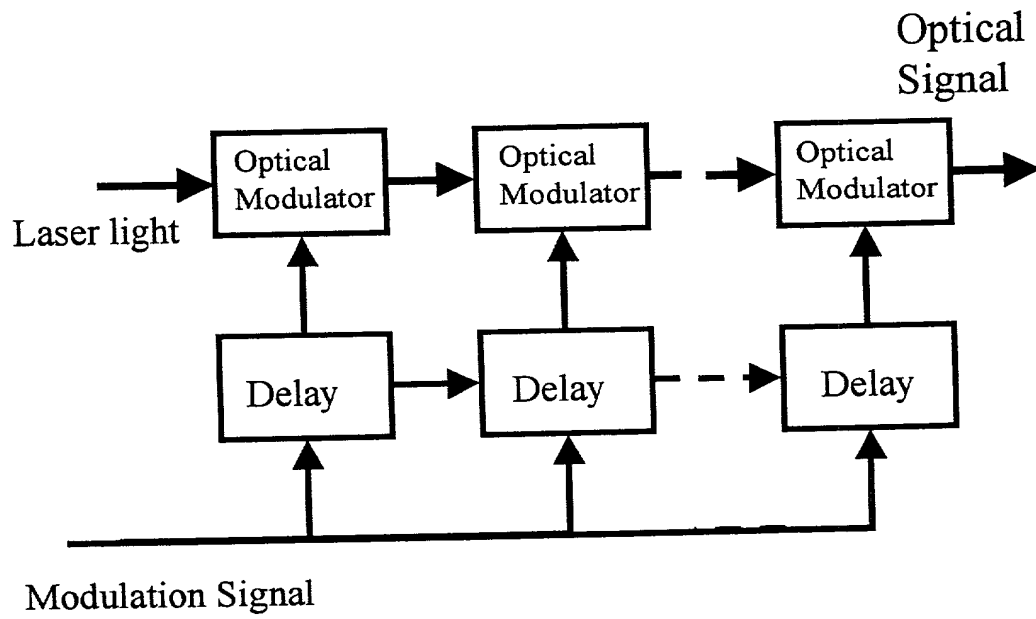 Optical
Signal
Optical
Modulator
Optical
Modulator
Optical
Modulator
Laser light
Delay
Delay
Delay
Modulation Signal